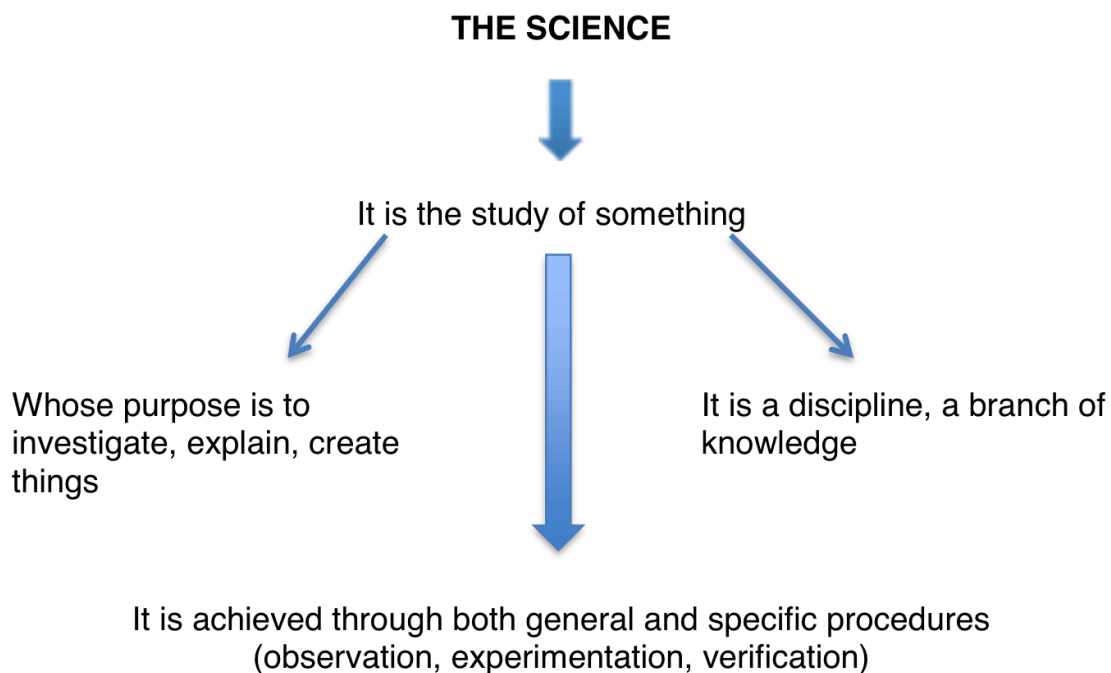 THE SCIENCE
It is the study of something
Whose purpose is to
investigate, explain, create
things
It is a discipline, a branch of
knowledge
It is achieved through both general and specific procedures
(observation, experimentation, verification)